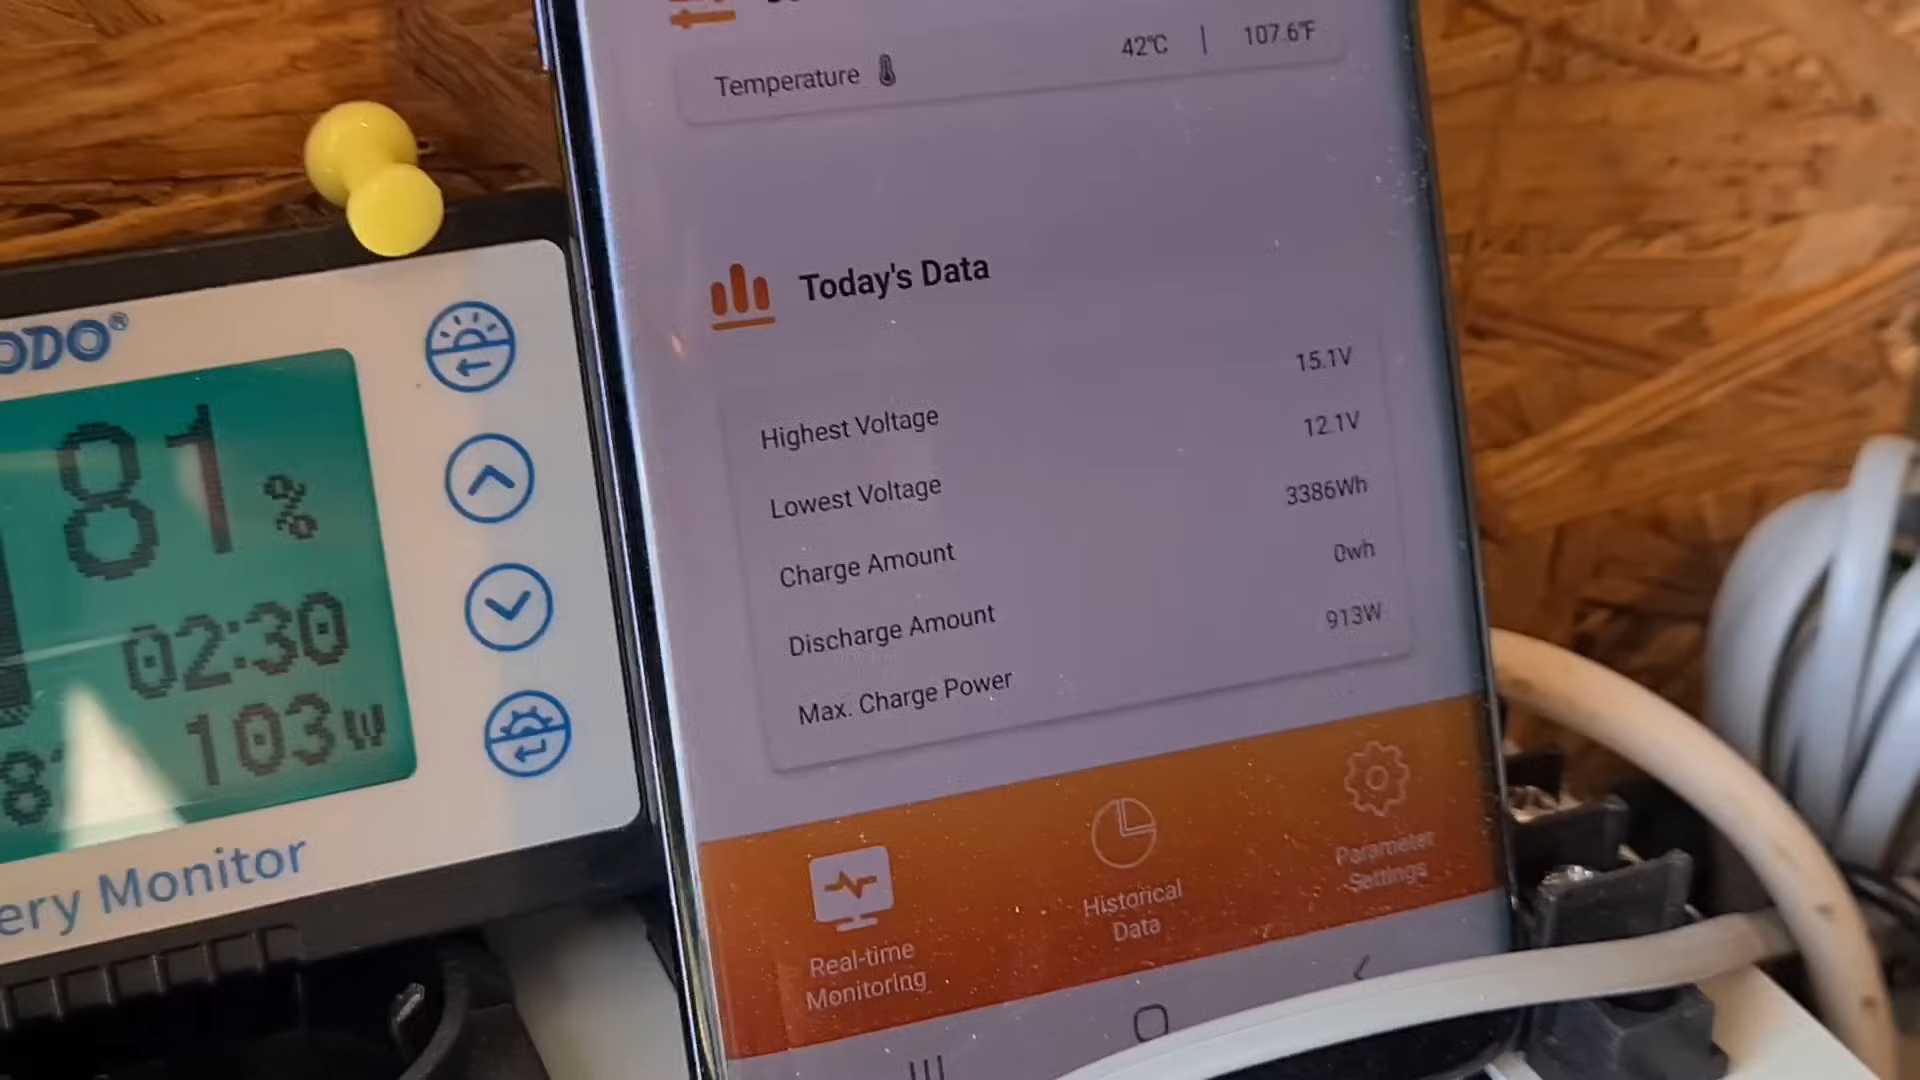 Temperature 42℃ | 107.6℉
ODO®
81%
02:30
103W
ery Monitor
Today's Data
Highest Voltage 15.1V
Lowest Voltage 12.1V
Charge Amount 3386Wh
Discharge Amount 0wh
Max. Charge Power 913W
Real-time
Monitoring
Historical
Data
Parameter
Settings